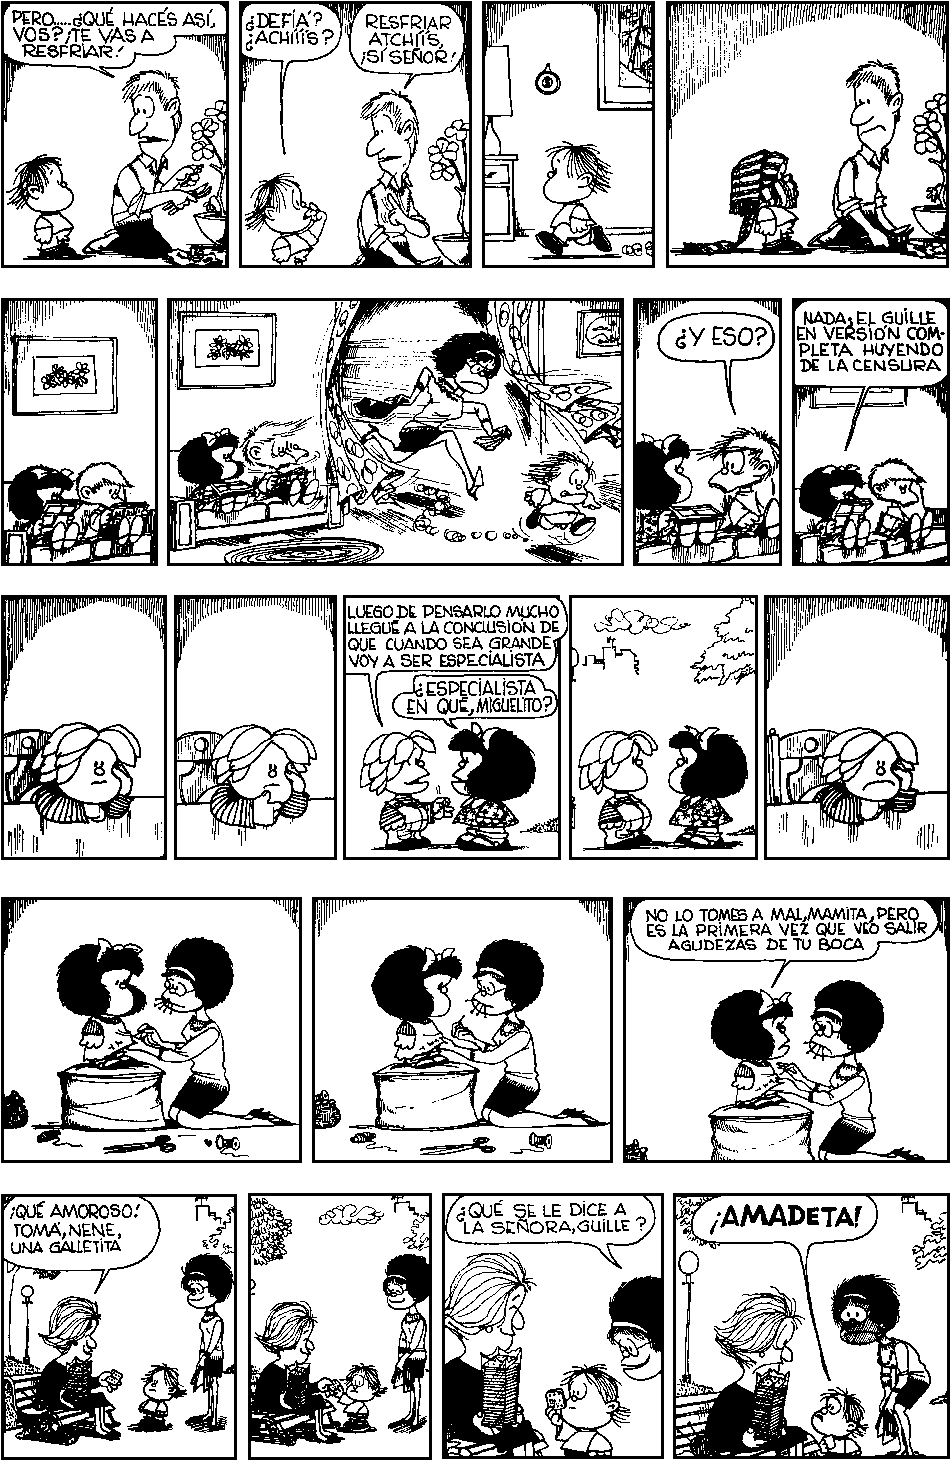 PERO.....¿QUÉ HACÉS ASÍ,
VOS? ¡TE VAS A
RESFRIAR!
¿DEFÍA?
¿ACHÍÍÍS?
RESFRIAR
ATCHÍÍS,
¡SÍ SEÑOR!
¿Y ESO?
NADA, EL GUILLE
EN VERSIÓN COM-
PLETA HUYENDO
DE LA CENSURA
LUEGO DE PENSARLO MUCHO
LLEGUÉ A LA CONCLUSIÓN DE
QUE CUANDO SEA GRANDE
VOY A SER ESPECIALISTA
¿ESPECIALISTA
EN QUÉ, MIGUELITO?
NO LO TOMES A MAL, MAMITA, PERO
ES LA PRIMERA VEZ QUE VEO SALIR
AGUDEZAS DE TU BOCA
¡QUÉ AMOROSO!
TOMÁ, NENE,
UNA GALLETITA
¿QUÉ SE LE DICE A
LA SEÑORA, GUILLE?
¡AMADETA!